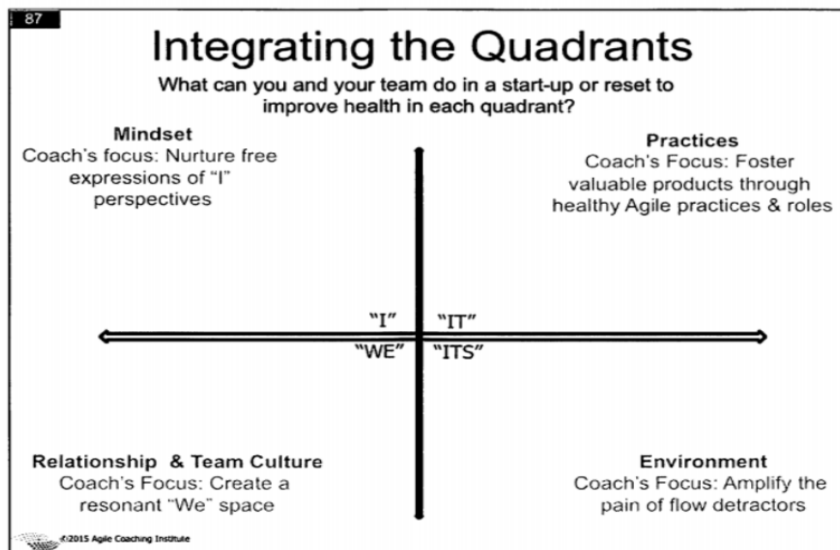 87
Integrating the Quadrants
What can you and your team do in a start-up or reset to
improve health in each quadrant?
Mindset
Coach's focus: Nurture free
expressions of "I"
perspectives
Practices
Coach's Focus: Foster
valuable products through
healthy Agile practices & roles
"I"
"IT"
"WE"
"ITS"
Relationship & Team Culture
Coach's Focus: Create a
resonant "We" space
Environment
Coach's Focus: Amplify the
pain of flow detractors
©2015 Agile Coaching Institute